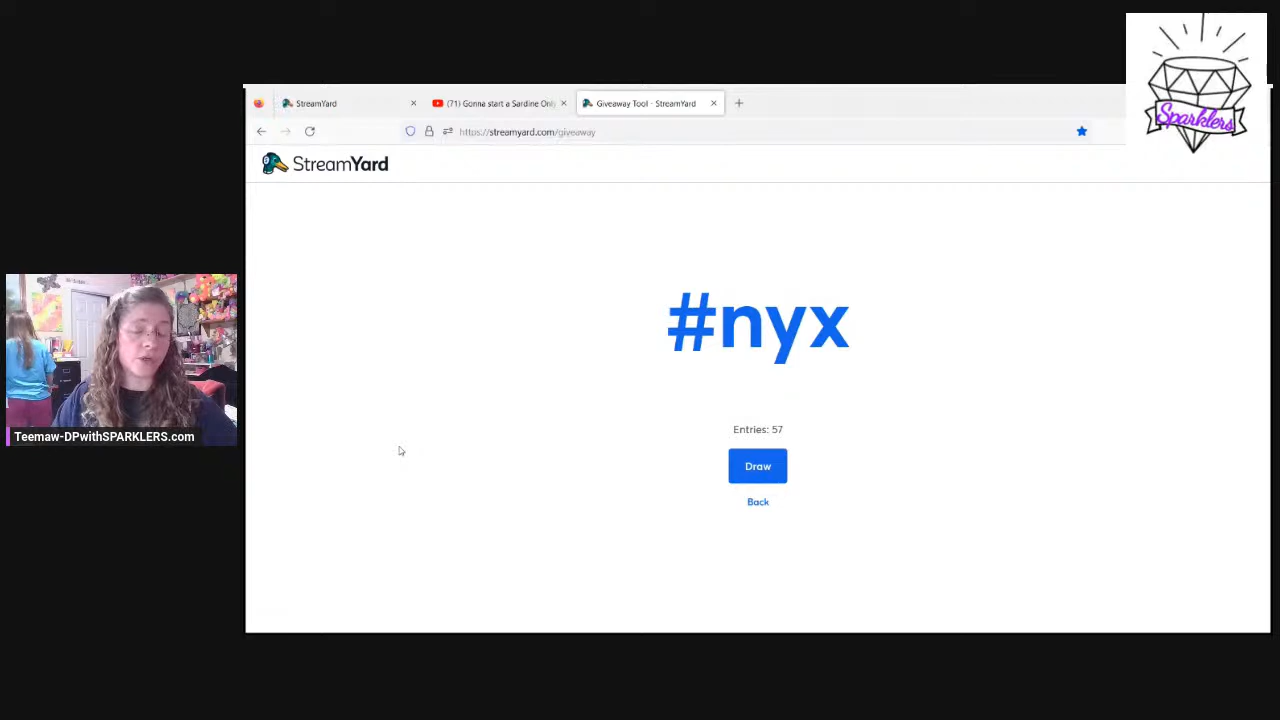 Sparklers
StreamYard
(71) Gonna start a Sardine Only
Giveaway Tool - StreamYard
https://streamyard.com/giveaway
StreamYard
#nyx
Entries: 57
Draw
Back
Teemaw-DPwithSPARKLERS.com